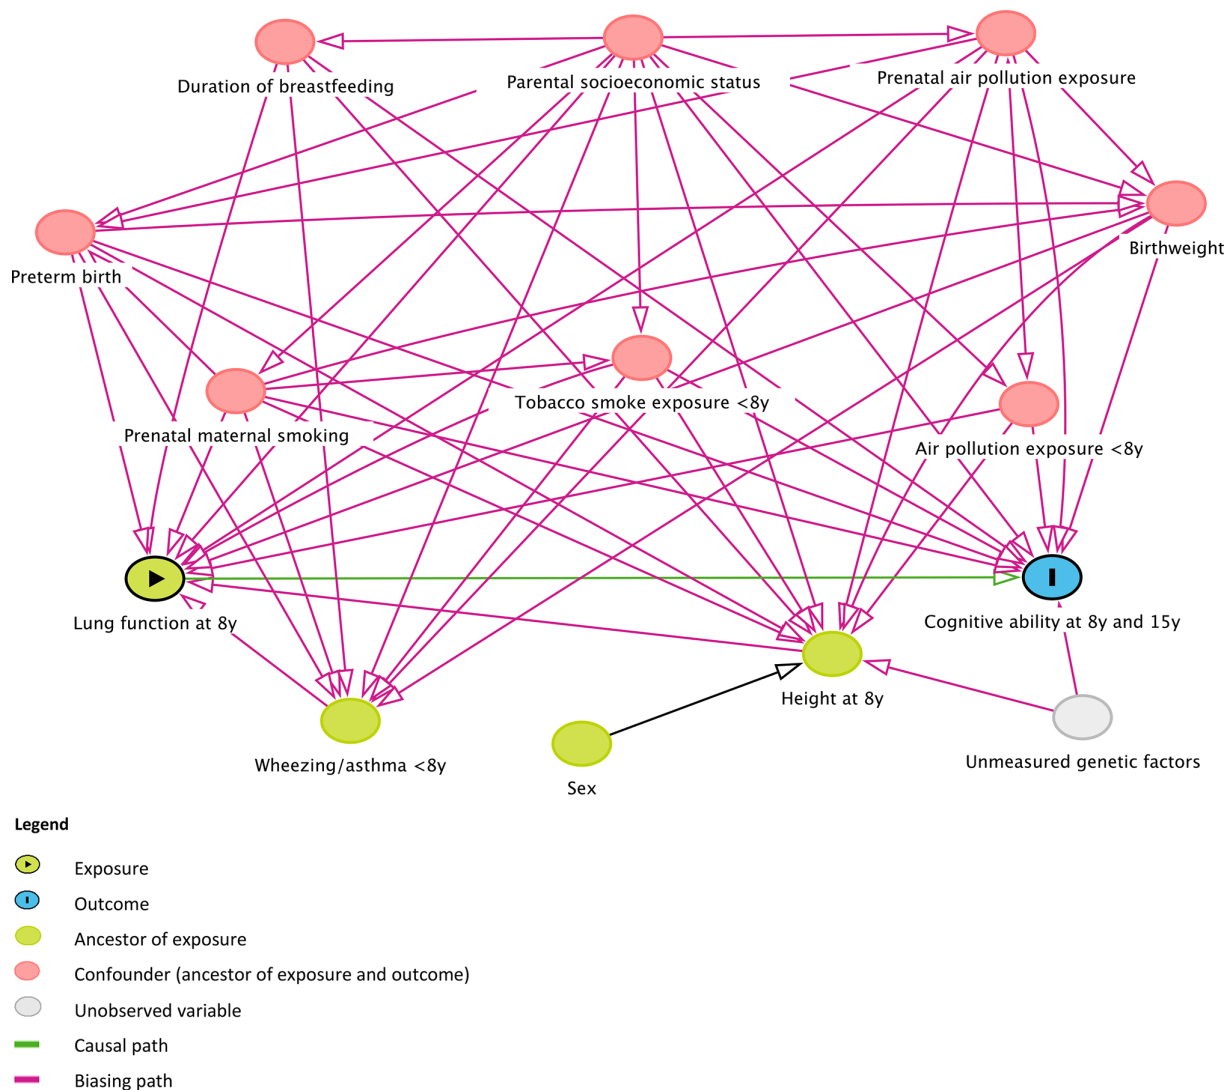 Duration of breastfeeding
Parental socioeconomic status
Prenatal air pollution exposure
Preterm birth
Birthweight
Tobacco smoke exposure <8y
Prenatal maternal smoking
Air pollution exposure <8y
Lung function at 8y
Cognitive ability at 8y and 15y
Height at 8y
Wheezing/asthma <8y
Sex
Unmeasured genetic factors
Legend
Exposure
Outcome
Ancestor of exposure
Confounder (ancestor of exposure and outcome)
Unobserved variable
Causal path
Biasing path